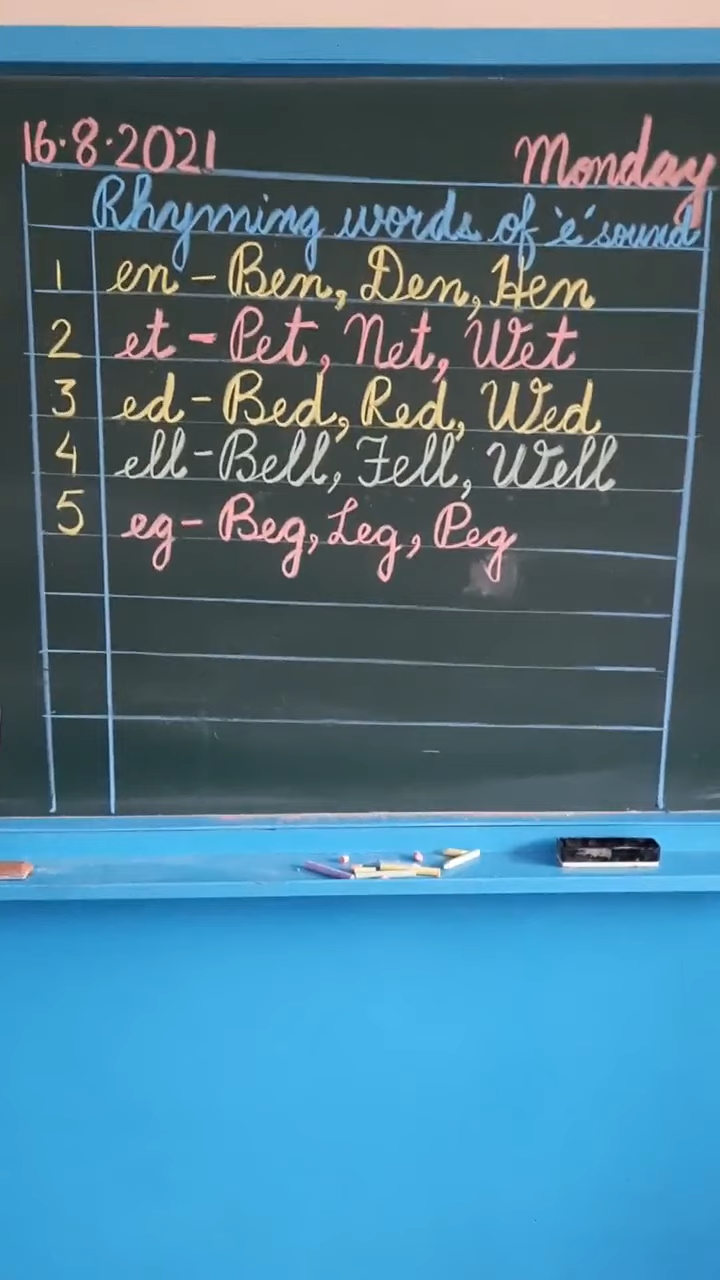 16.8.2021 Monday
Rhyming words of 'e' sound
1 en - Ben, Den, Hen
2 et - Pet, Net, Wet
3 ed - Bed, Red, Wed
4 ell - Bell, Fell, Well
5 eg - Beg, Leg, Peg